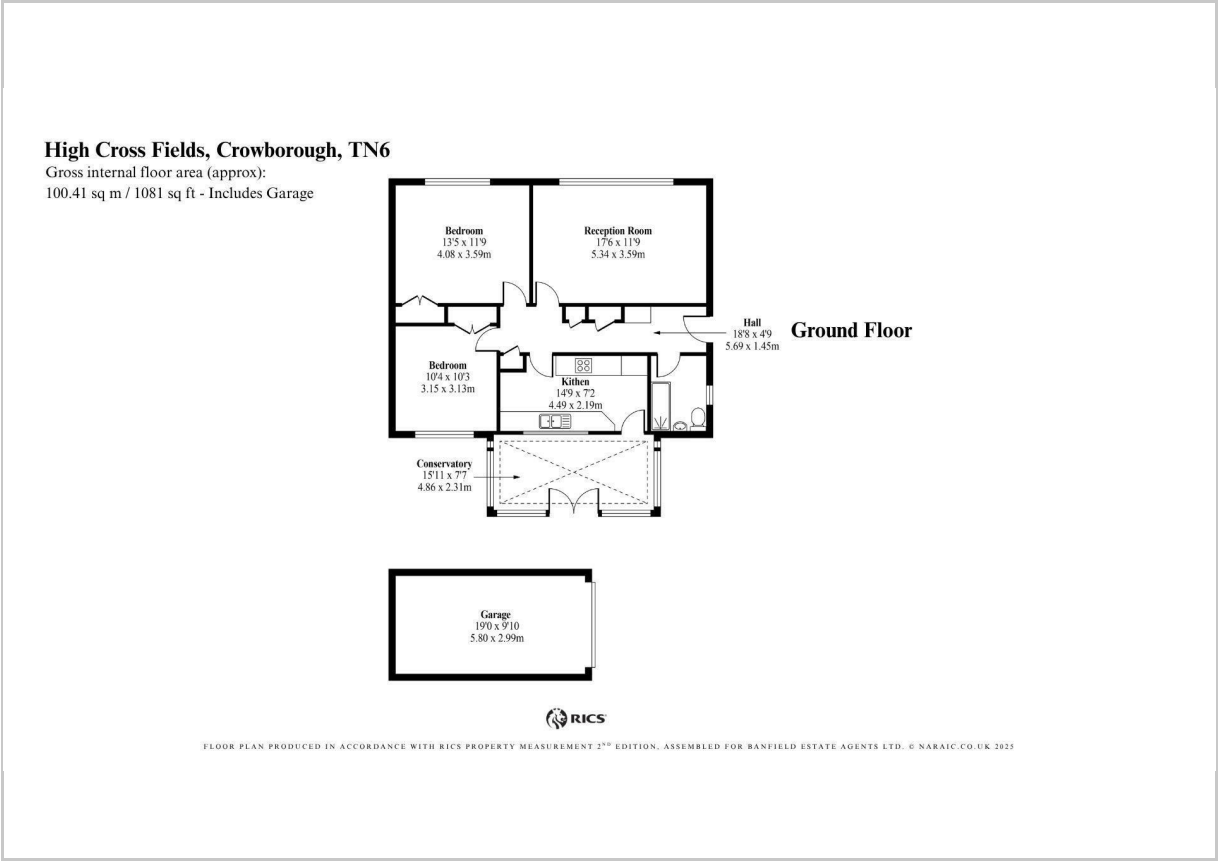 High Cross Fields, Crowborough, TN6
Gross internal floor area (approx):
100.41 sq m / 1081 sq ft - Includes Garage
Bedroom
13'5 x 11'9
4.08 x 3.59m
Reception Room
17'6 x 11'9
5.34 x 3.59m
Hall
18'8 x 4'9
5.69 x 1.45m
Ground Floor
Bedroom
10'4 x 10'3
3.15 x 3.13m
Kithen
14'9 x 7'2
4.49 x 2.19m
Conservatory
15'11 x 7'7
4.86 x 2.31m
Garage
19'0 x 9'10
5.80 x 2.99m
RICS
FLOOR PLAN PRODUCED IN ACCORDANCE WITH RICS PROPERTY MEASUREMENT 2ND EDITION, ASSEMBLED FOR BANFIELD ESTATE AGENTS LTD. © NARAIC.CO.UK 2025